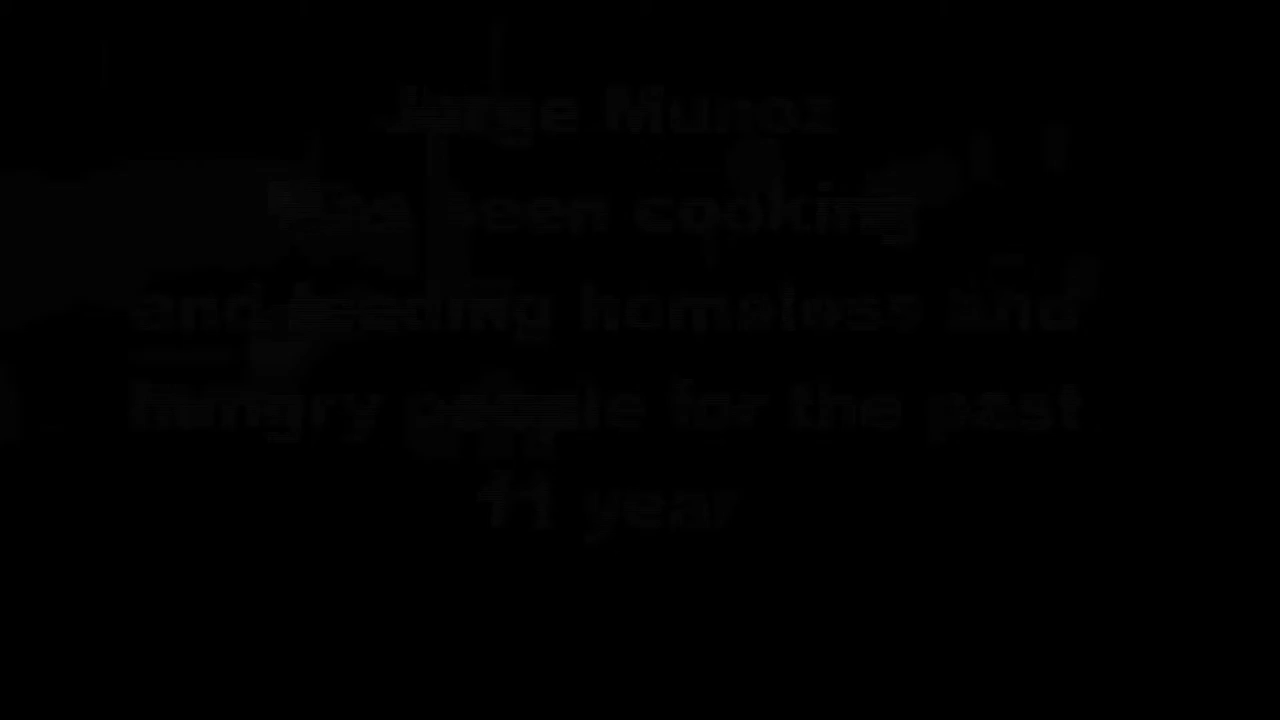 Jorge Munoz
has been cooking
and feeding homeless and
hungry people for the past
11 year